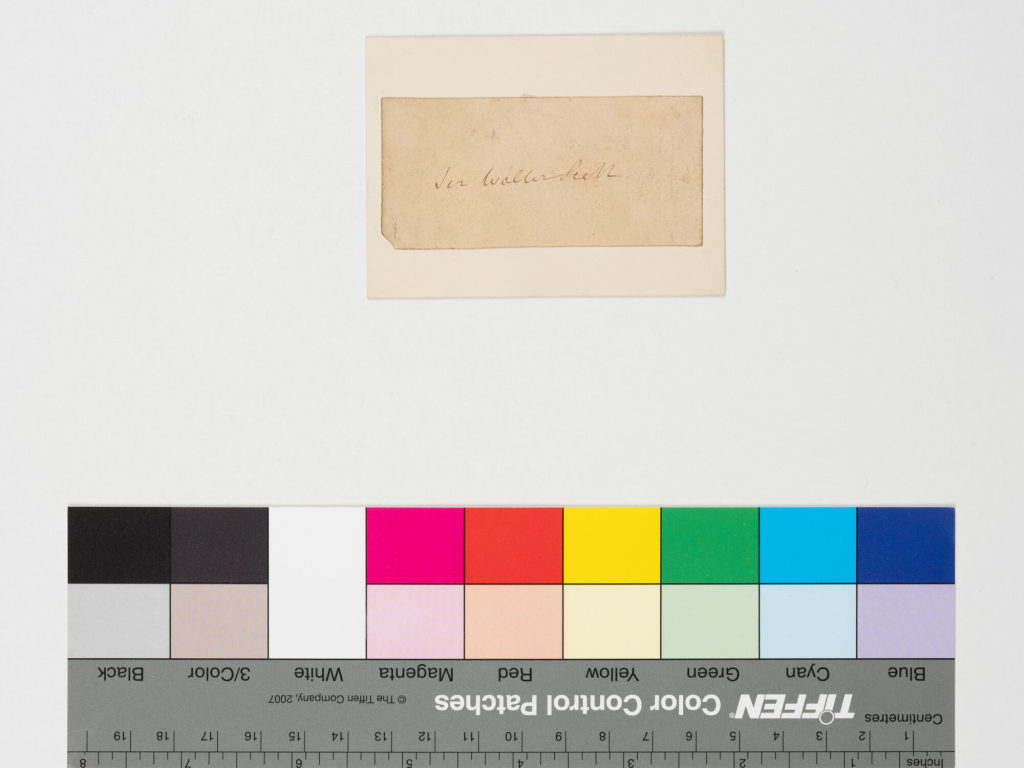 Sir Walter Scott
Blue Cyan Green Yellow Red Magenta White 3/Color Black
TIFFEN® Color Control Patches © The Tiffen Company, 2007
Centimetres
1 2 3 4 5 6 7 8 9 10 11 12 13 14 15 16 17 18 19
Inches 1 2 3 4 5 6 7 8